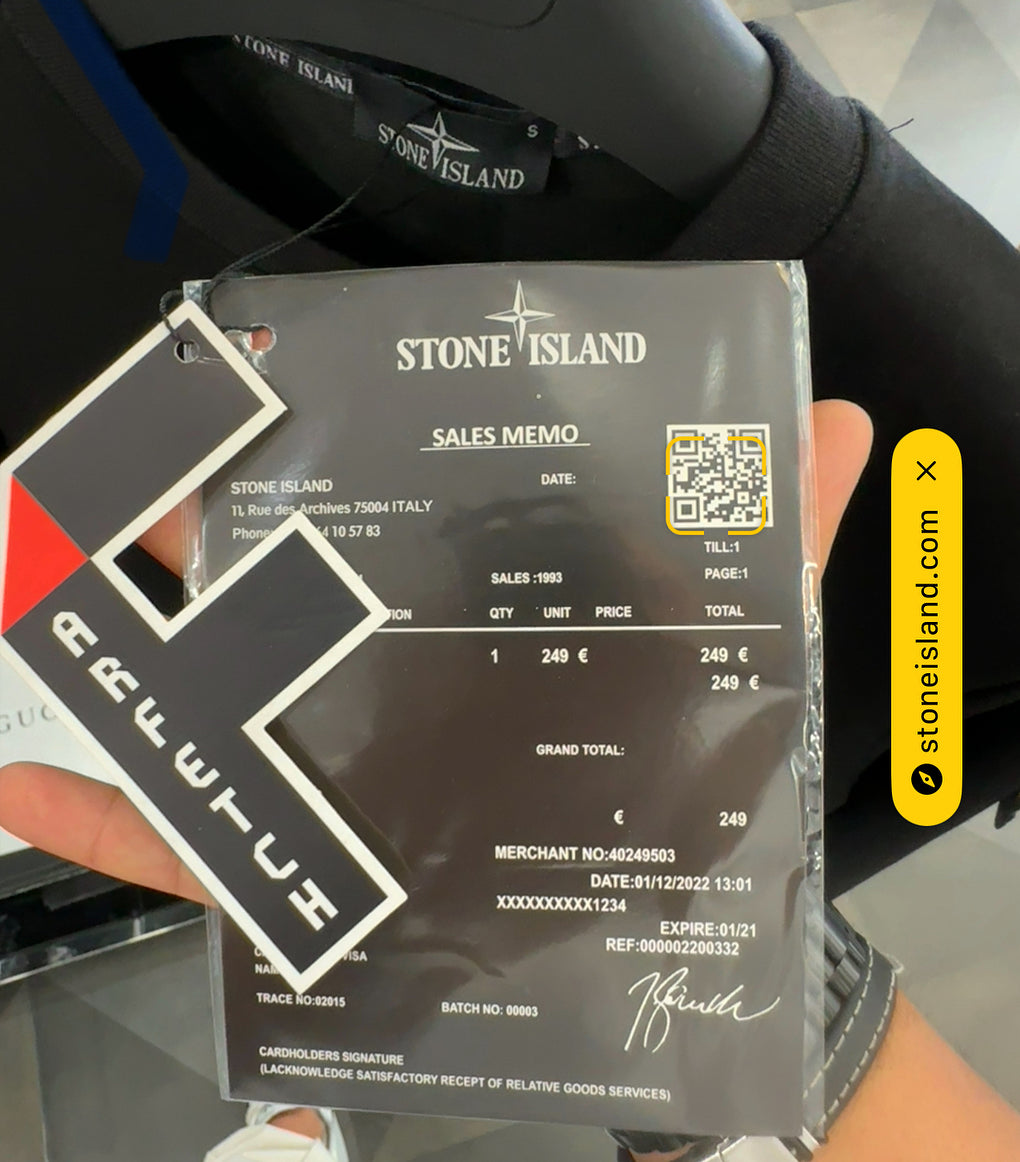 STONE ISLAND
STONE ISLAND
S
STONE ISLAND
SALES MEMO
STONE ISLAND
DATE:
11, Rue des Archives 75004 ITALY
Phone 4 10 57 83
TILL:1
SALES :1993
PAGE:1
QTY UNIT PRICE TOTAL
1 249 € 249 €
249 €
GRAND TOTAL:
€ 249
MERCHANT NO:40249503
DATE:01/12/2022 13:01
XXXXXXXXXX1234
EXPIRE:01/21
REF:000002200332
VISA
TRACE NO:02015
BATCH NO: 00003
CARDHOLDERS SIGNATURE
(LACKNOWLEDGE SATISFACTORY RECEPT OF RELATIVE GOODS SERVICES)
ARFETCH
GUC
stoneisland.com